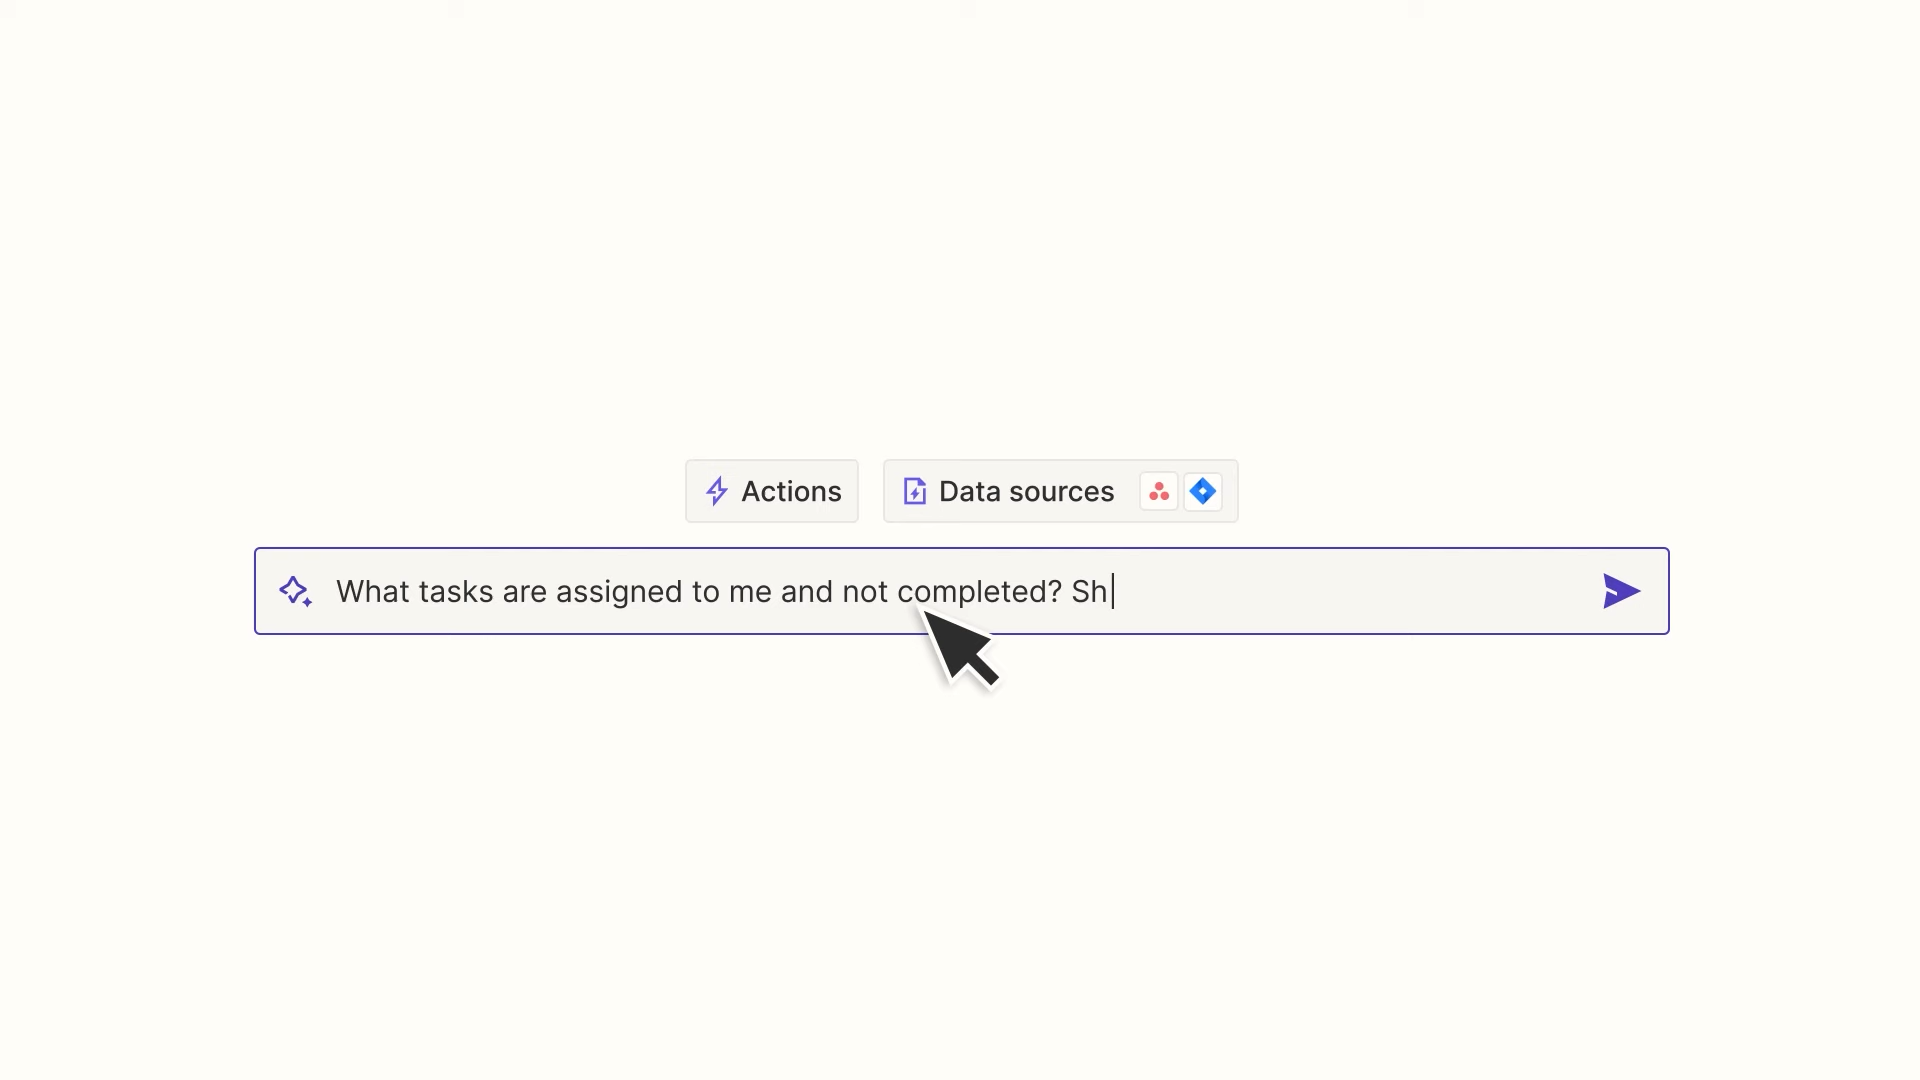 Actions
Data sources
What tasks are assigned to me and not completed? Sh